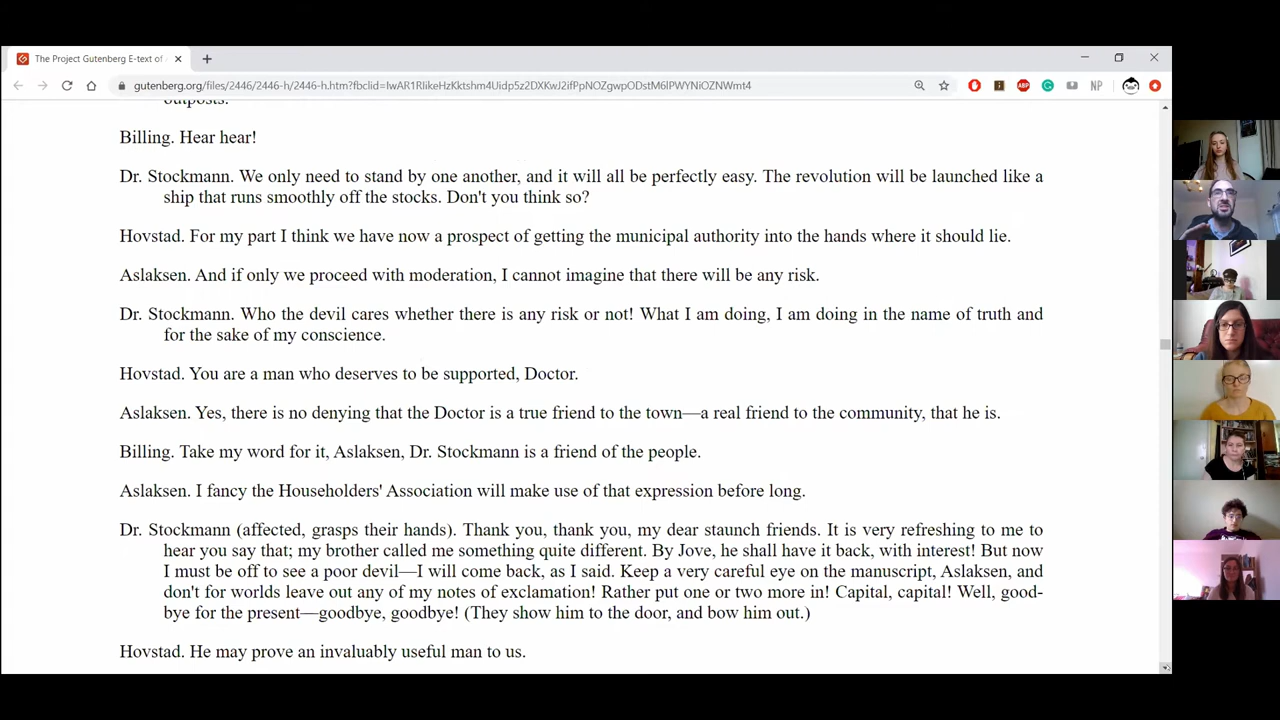 The Project Gutenberg E-text of
gutenberg.org/files/2446/2446-h/2446-h.htm?fbclid=IwAR1RIikeHzKktshm4Uidp5z2DXKwJ2ifPpNOZgwpODstM6lPWYNiOZNWmt4
ABP
NP
outposts.
Billing. Hear hear!
Dr. Stockmann. We only need to stand by one another, and it will all be perfectly easy. The revolution will be launched like a
ship that runs smoothly off the stocks. Don't you think so?
Hovstad. For my part I think we have now a prospect of getting the municipal authority into the hands where it should lie.
Aslaksen. And if only we proceed with moderation, I cannot imagine that there will be any risk.
Dr. Stockmann. Who the devil cares whether there is any risk or not! What I am doing, I am doing in the name of truth and
for the sake of my conscience.
Hovstad. You are a man who deserves to be supported, Doctor.
Aslaksen. Yes, there is no denying that the Doctor is a true friend to the town—a real friend to the community, that he is.
Billing. Take my word for it, Aslaksen, Dr. Stockmann is a friend of the people.
Aslaksen. I fancy the Householders' Association will make use of that expression before long.
Dr. Stockmann (affected, grasps their hands). Thank you, thank you, my dear staunch friends. It is very refreshing to me to
hear you say that; my brother called me something quite different. By Jove, he shall have it back, with interest! But now
I must be off to see a poor devil—I will come back, as I said. Keep a very careful eye on the manuscript, Aslaksen, and
don't for worlds leave out any of my notes of exclamation! Rather put one or two more in! Capital, capital! Well, good-
bye for the present—goodbye, goodbye! (They show him to the door, and bow him out.)
Hovstad. He may prove an invaluably useful man to us.